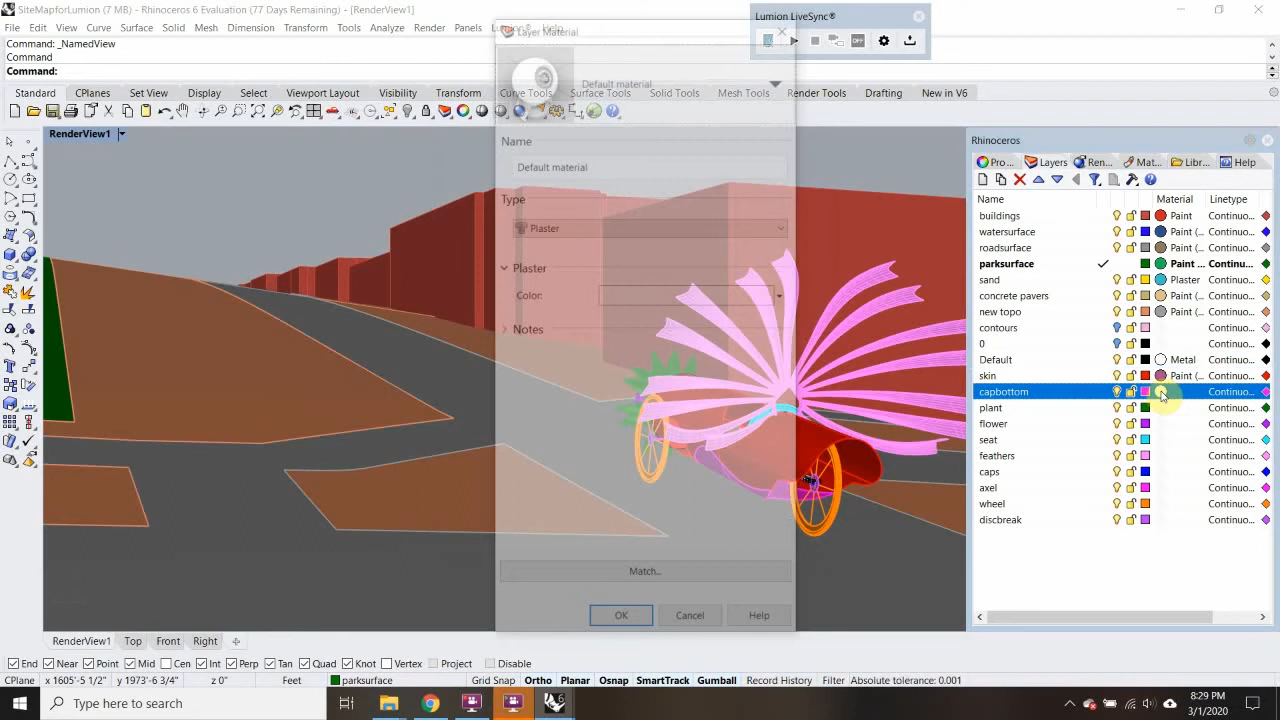 SiteMapforLumion (7 MB) - Rhinoceros 6 Evaluation (77 Days Remaining) - [RenderView1]
Lumion LiveSync®
File Edit View Curve Surface Solid Mesh Dimension Transform Tools Analyze Render Panels Lumion® Help
Layer Material
Command: _NamedView
Command
Command:
OFF
Default material
Standard CPlanes Set View Display Select Viewport Layout Visibility Transform Curve Tools Surface Tools Solid Tools Mesh Tools Render Tools Drafting New in V6
RenderView1
Name
Default material
Type
Plaster
Plaster
Color:
Notes
Match...
OK Cancel Help
Rhinoceros
Pro... Layers Ren... Mat... Libr... Help
Name Material Linetype
buildings Paint Continuo...
watersurface Paint (... Continuo...
roadsurface Paint (... Continuo...
parksurface Paint ... Continuo...
sand Plaster Continuo...
concrete pavers Paint (... Continuo...
new topo Paint (... Continuo...
contours Continuo...
0 Continuo...
Default Metal Continuo...
skin Paint (... Continuo...
capbottom Continuo...
plant Continuo...
flower Continuo...
seat Continuo...
feathers Continuo...
caps Continuo...
axel Continuo...
wheel Continuo...
discbreak Continuo...
RenderView1 Top Front Right
End Near Point Mid Cen Int Perp Tan Quad Knot Vertex Project Disable
CPlane x 1605'-5 1/2" y 1973'-6 3/4" z 0" Feet parksurface Grid Snap Ortho Planar Osnap SmartTrack Gumball Record History Filter Absolute tolerance: 0.001
Type here to search
8:29 PM
3/1/2020